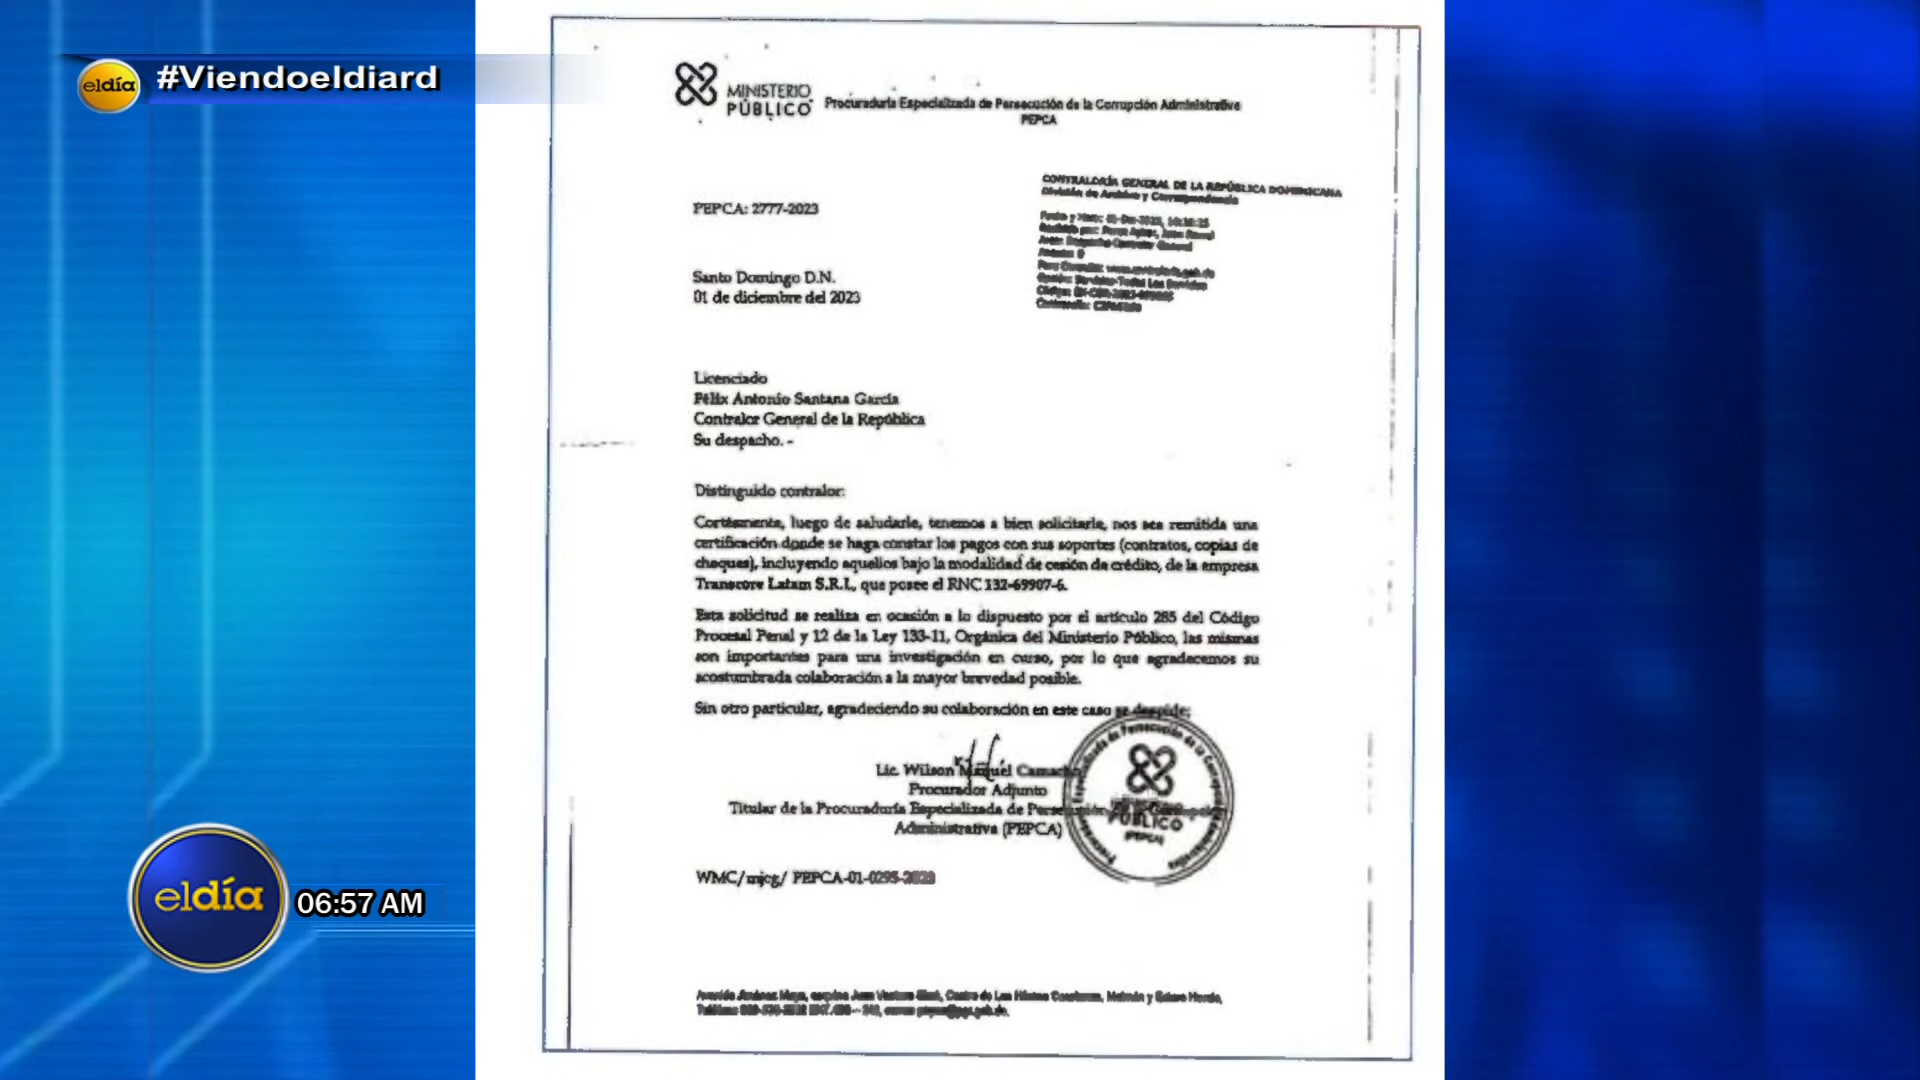 eldía
#Viendoeldiard
MINISTERIO
PÚBLICO
Procuraduría Especializada de Persecución de la Corrupción Administrativa
PEPCA
CONTRALORÍA GENERAL DE LA REPÚBLICA DOMINICANA
División de Archivo y Correspondencia
PEPCA: 2777-2023
Santo Domingo D.N.
01 de diciembre del 2023
Licenciado
Félix Antonio Santana García
Contralor General de la República
Su despacho. -
Distinguido contralor:
Cortésmente, luego de saludarle, tenemos a bien solicitarle, nos sea remitida una
certificación donde se haga constar los pagos con sus soportes (contratos, copias de
cheques), incluyendo aquellos bajo la modalidad de cesión de crédito, de la empresa
Transcore Latam S.R.L, que posee el RNC 132-69907-6.
Esta solicitud se realiza en ocasión a lo dispuesto por el artículo 285 del Código
Procesal Penal y 12 de la Ley 133-11, Orgánica del Ministerio Público, las mismas
son importantes para una investigación en curso, por lo que agradecemos su
acostumbrada colaboración a la mayor brevedad posible.
Sin otro particular, agradeciendo su colaboración en este caso se despide;
Lic. Wilson Manuel Camacho
Procurador Adjunto
Titular de la Procuraduría Especializada de Persecución de la Corrupción
Administrativa (PEPCA)
PÚBLICO
(PEPCA)
WMC/mjcg/ PEPCA-01-0295-2023
eldía
06:57 AM